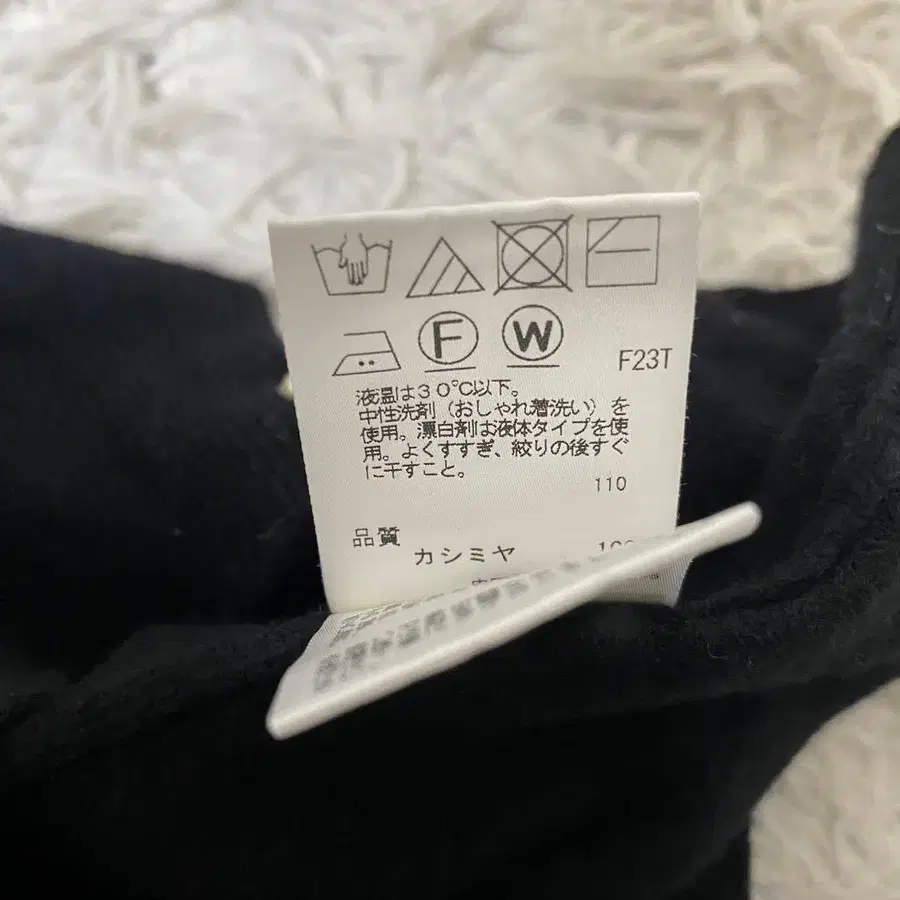 F W F23T
液温は30℃以下。
中性洗剤（おしゃれ着洗い）を
使用。漂白剤は液体タイプを使
用。よくすすぎ、絞りの後すぐ
に干すこと。
110
品質
カシミヤ